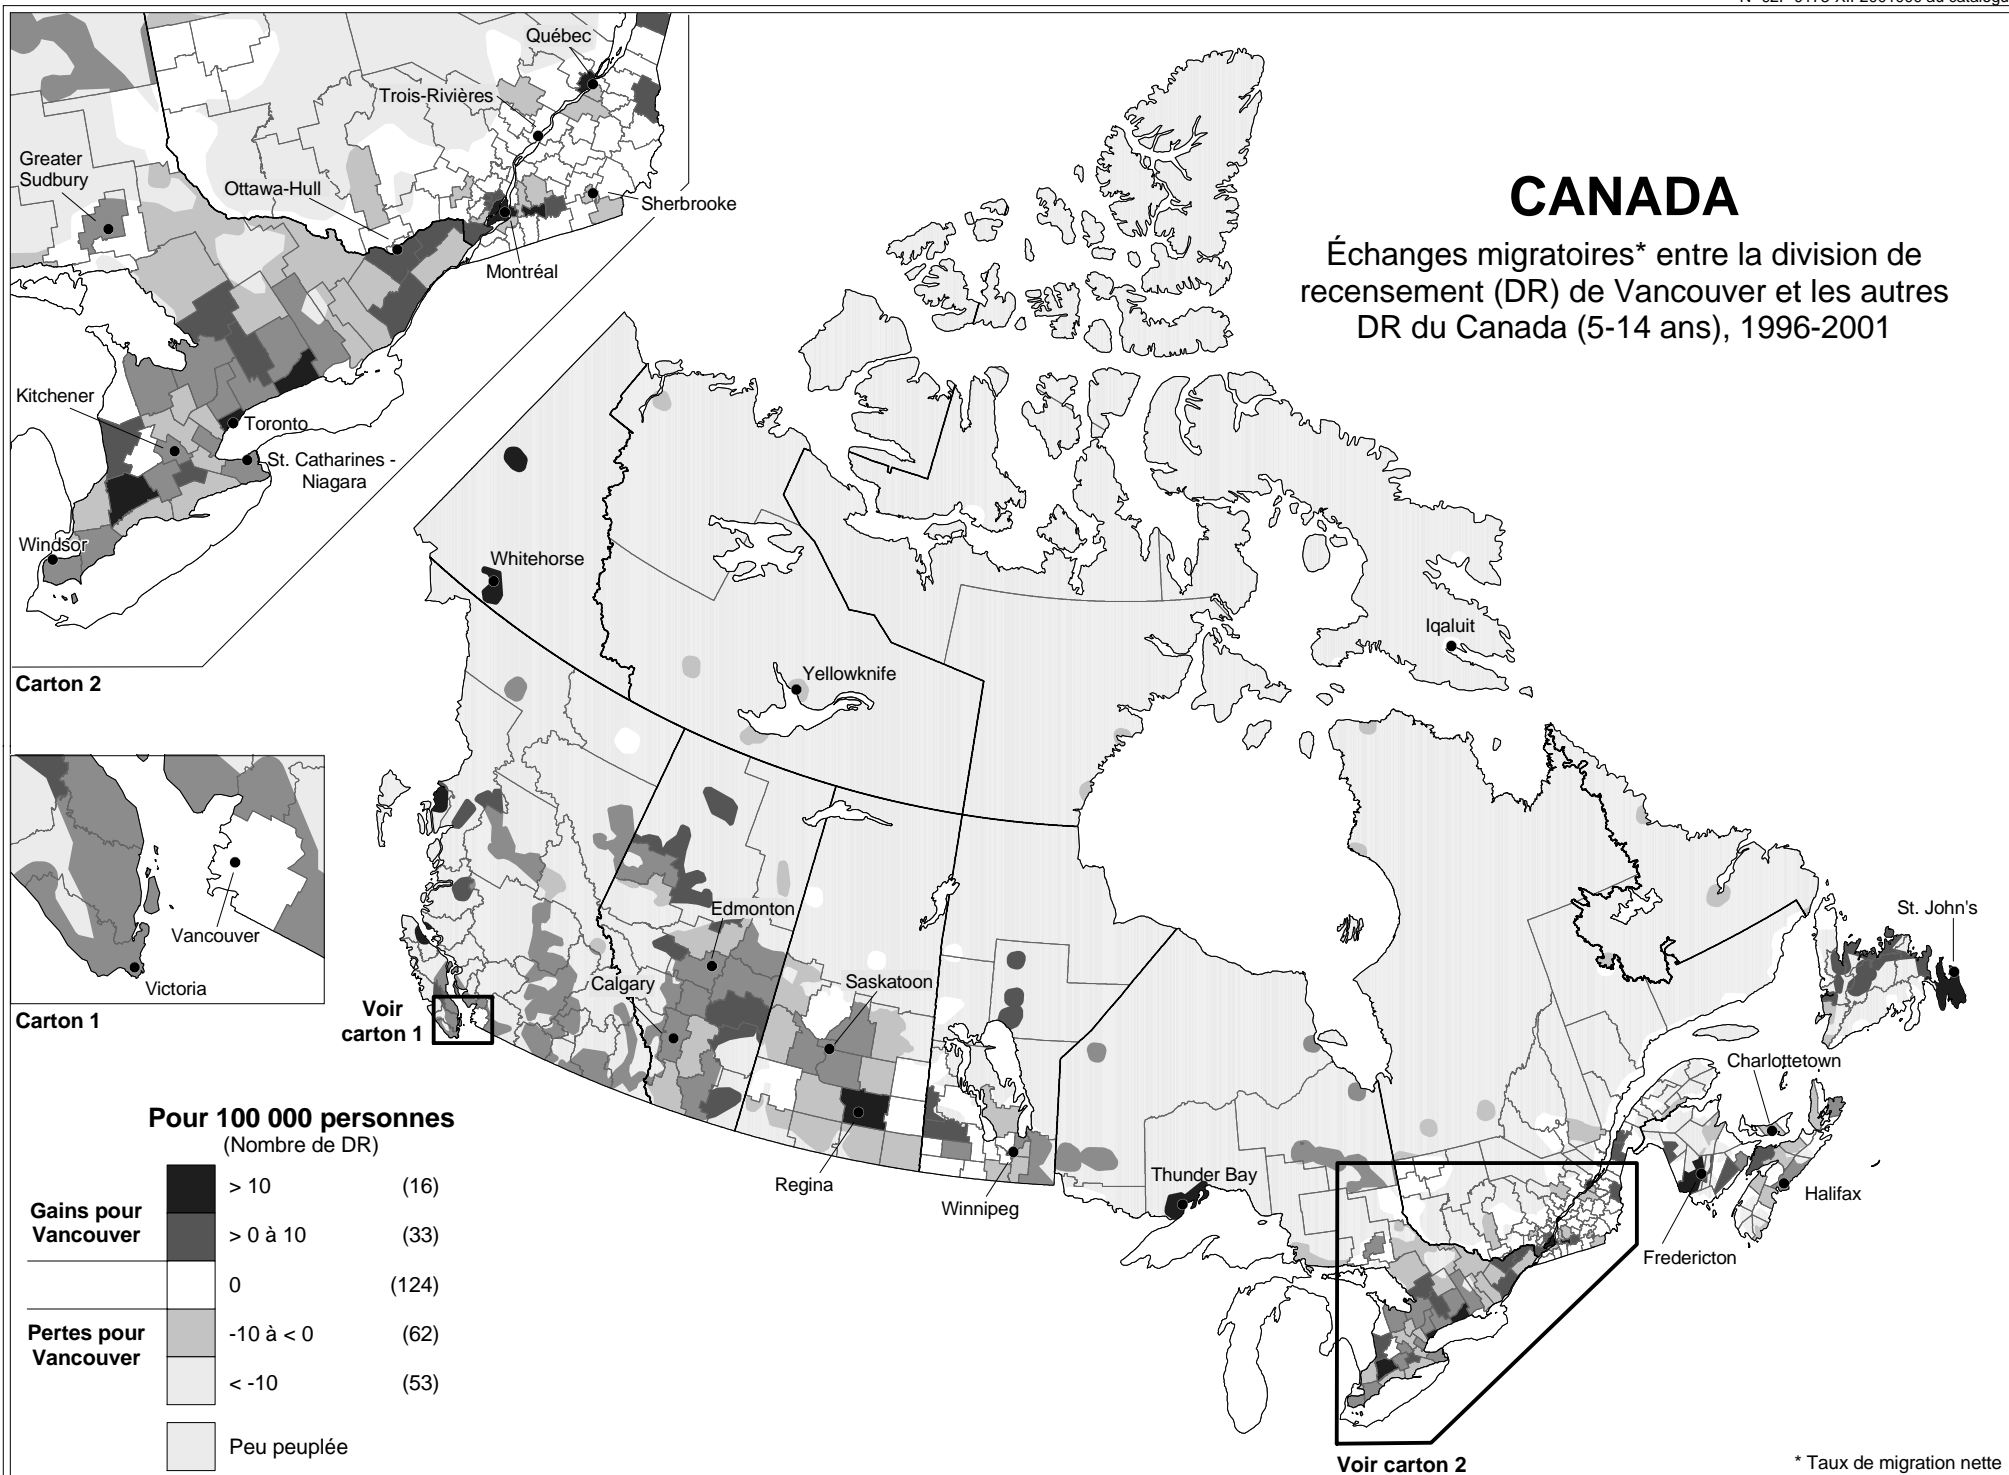 CANADA
Échanges migratoires* entre la division de
recensement (DR) de Vancouver et les autres
DR du Canada (5-14 ans), 1996-2001
Québec
Trois-Rivières
Greater
Sudbury
Ottawa-Hull
Sherbrooke
Montréal
Kitchener
Toronto
St. Catharines -
Niagara
Windsor
Carton 2
Vancouver
Victoria
Carton 1
Whitehorse
Yellowknife
Iqaluit
Edmonton
Calgary
Saskatoon
Voir
carton 1
Regina
Winnipeg
Thunder Bay
St. John's
Charlottetown
Halifax
Fredericton
Voir carton 2
Pour 100 000 personnes
(Nombre de DR)
Gains pour
Vancouver
> 10 (16)
> 0 à 10 (33)
0 (124)
Pertes pour
Vancouver
-10 à < 0 (62)
< -10 (53)
Peu peuplée
* Taux de migration nette